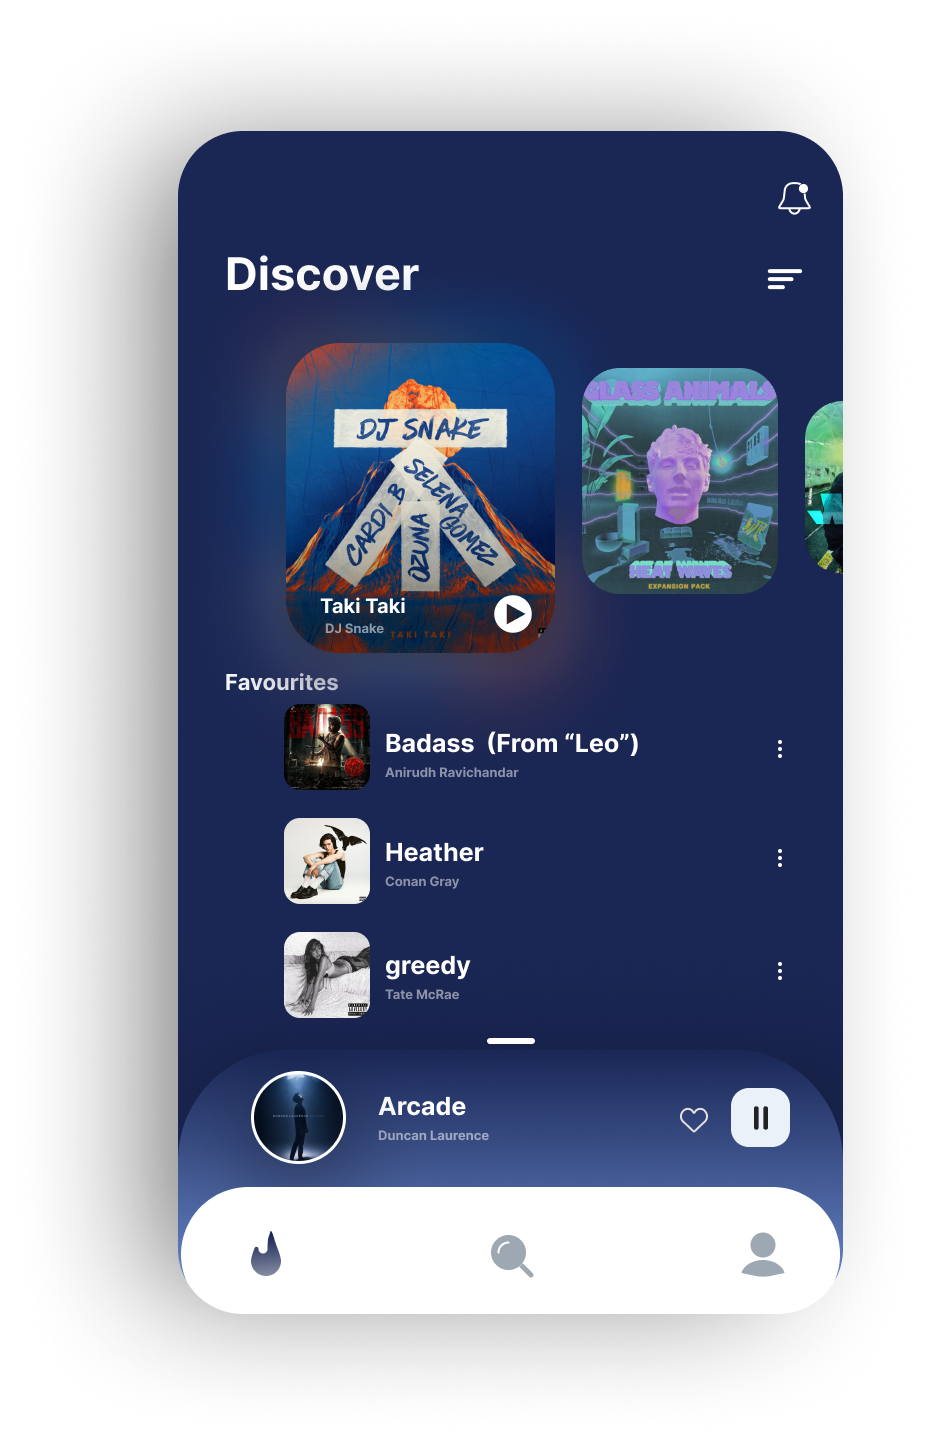 Discover
DJ SNAKE
SELENA
GOMEZ
CARDI B
OZUNA
Taki Taki
DJ Snake
TAKI TAKI
GLASS ANIMALS
HEAT WAVES
EXPANSION PACK
Favourites
BADASS
Badass (From “Leo”)
Anirudh Ravichandar
Heather
Conan Gray
greedy
Tate McRae
Arcade
Duncan Laurence